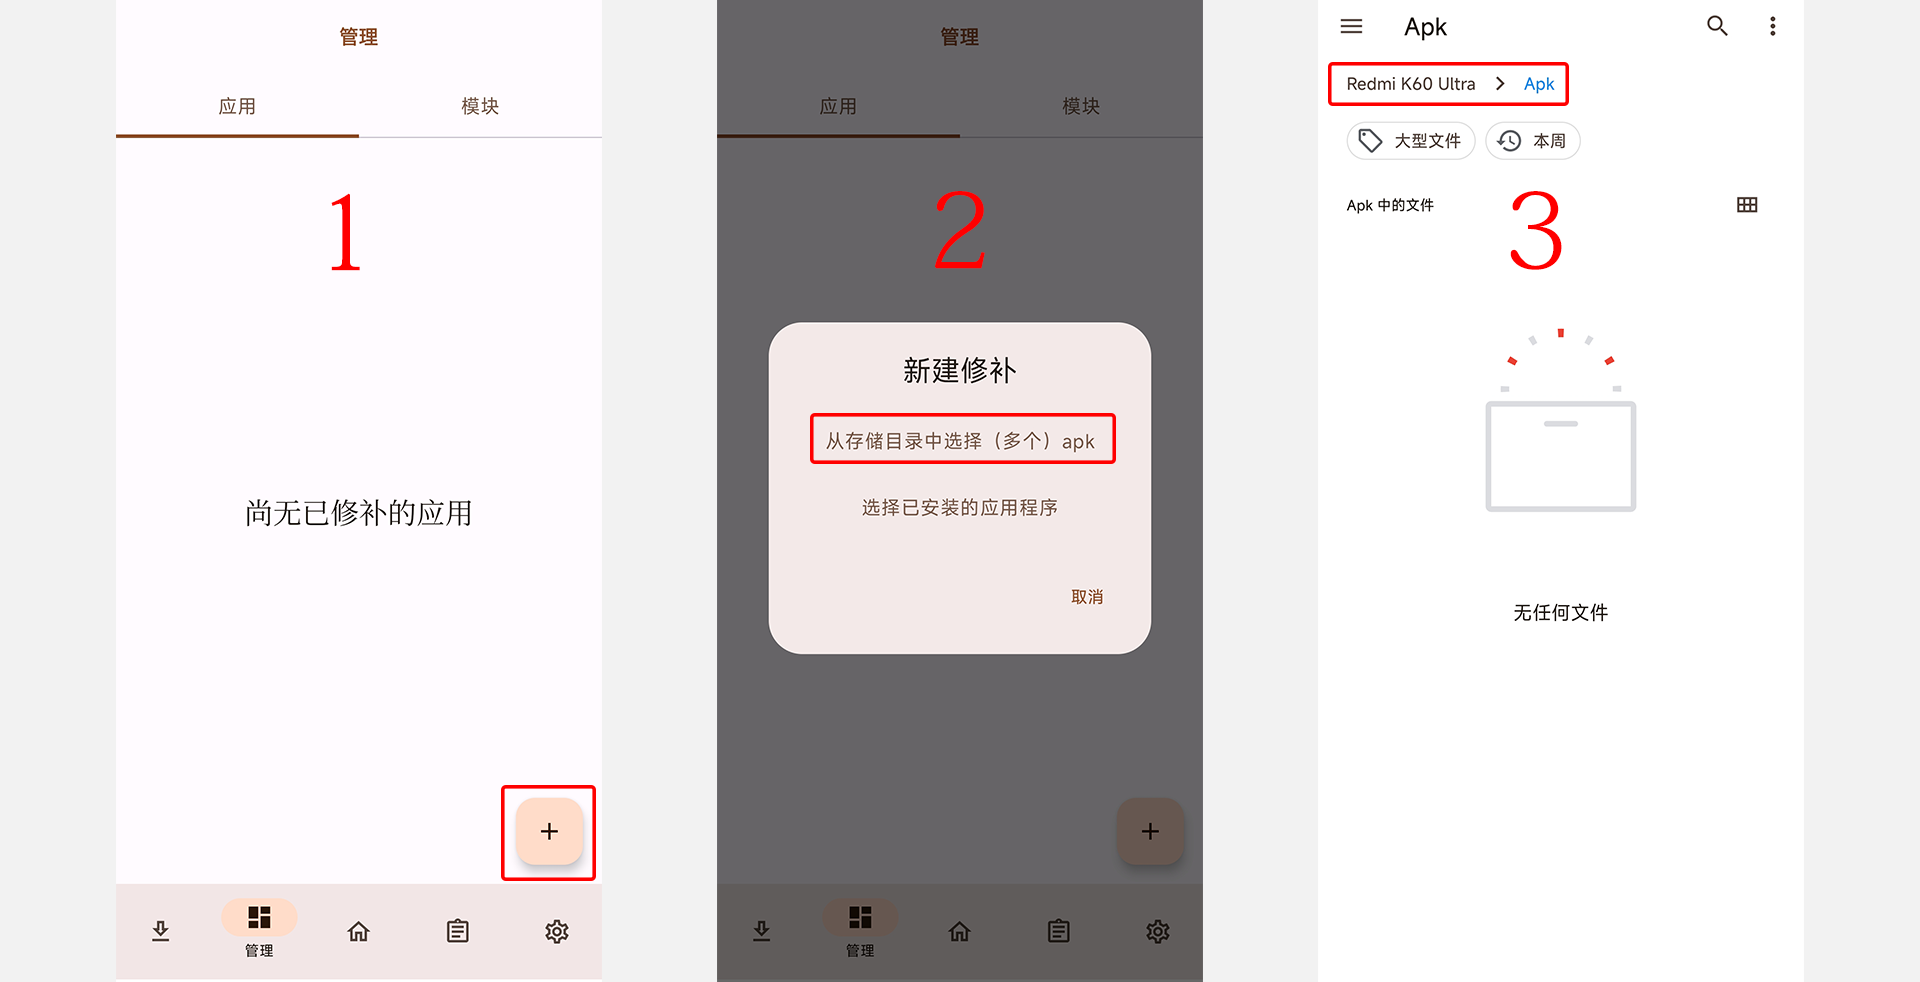 管理
应用
模块
1
尚无已修补的应用
+
管理
管理
应用
模块
2
新建修补
从存储目录中选择（多个）apk
选择已安装的应用程序
取消
+
管理
Apk
Redmi K60 Ultra > Apk
大型文件
本周
Apk 中的文件
3
无任何文件